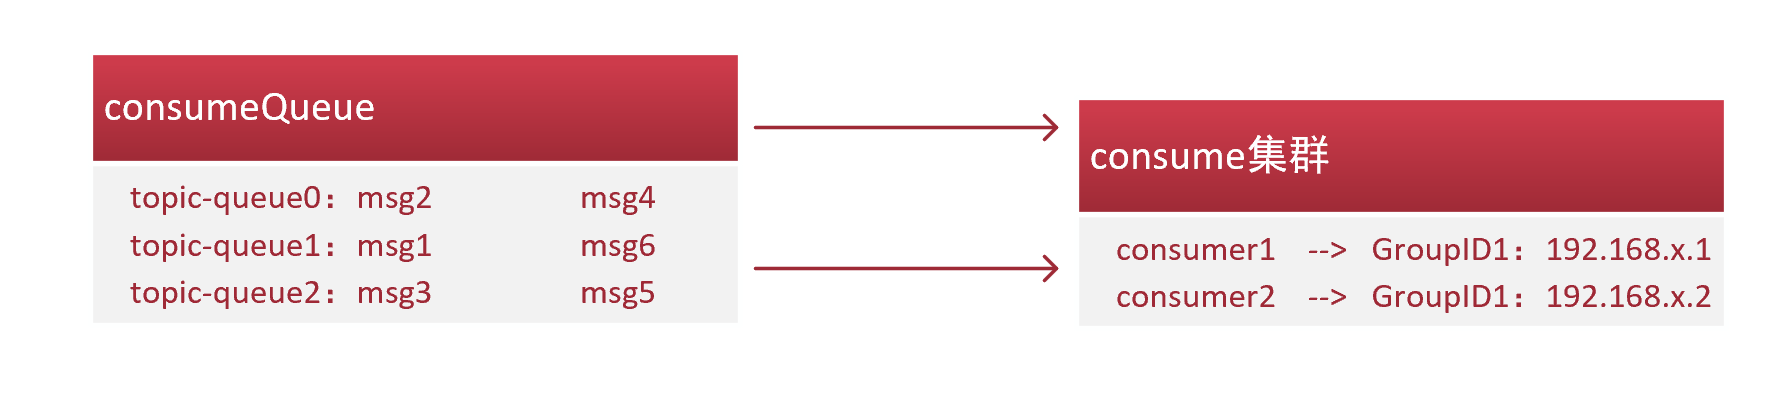 consumeQueue
topic-queue0：msg2 msg4
topic-queue1：msg1 msg6
topic-queue2：msg3 msg5
consume集群
consumer1 --> GroupID1：192.168.x.1
consumer2 --> GroupID1：192.168.x.2